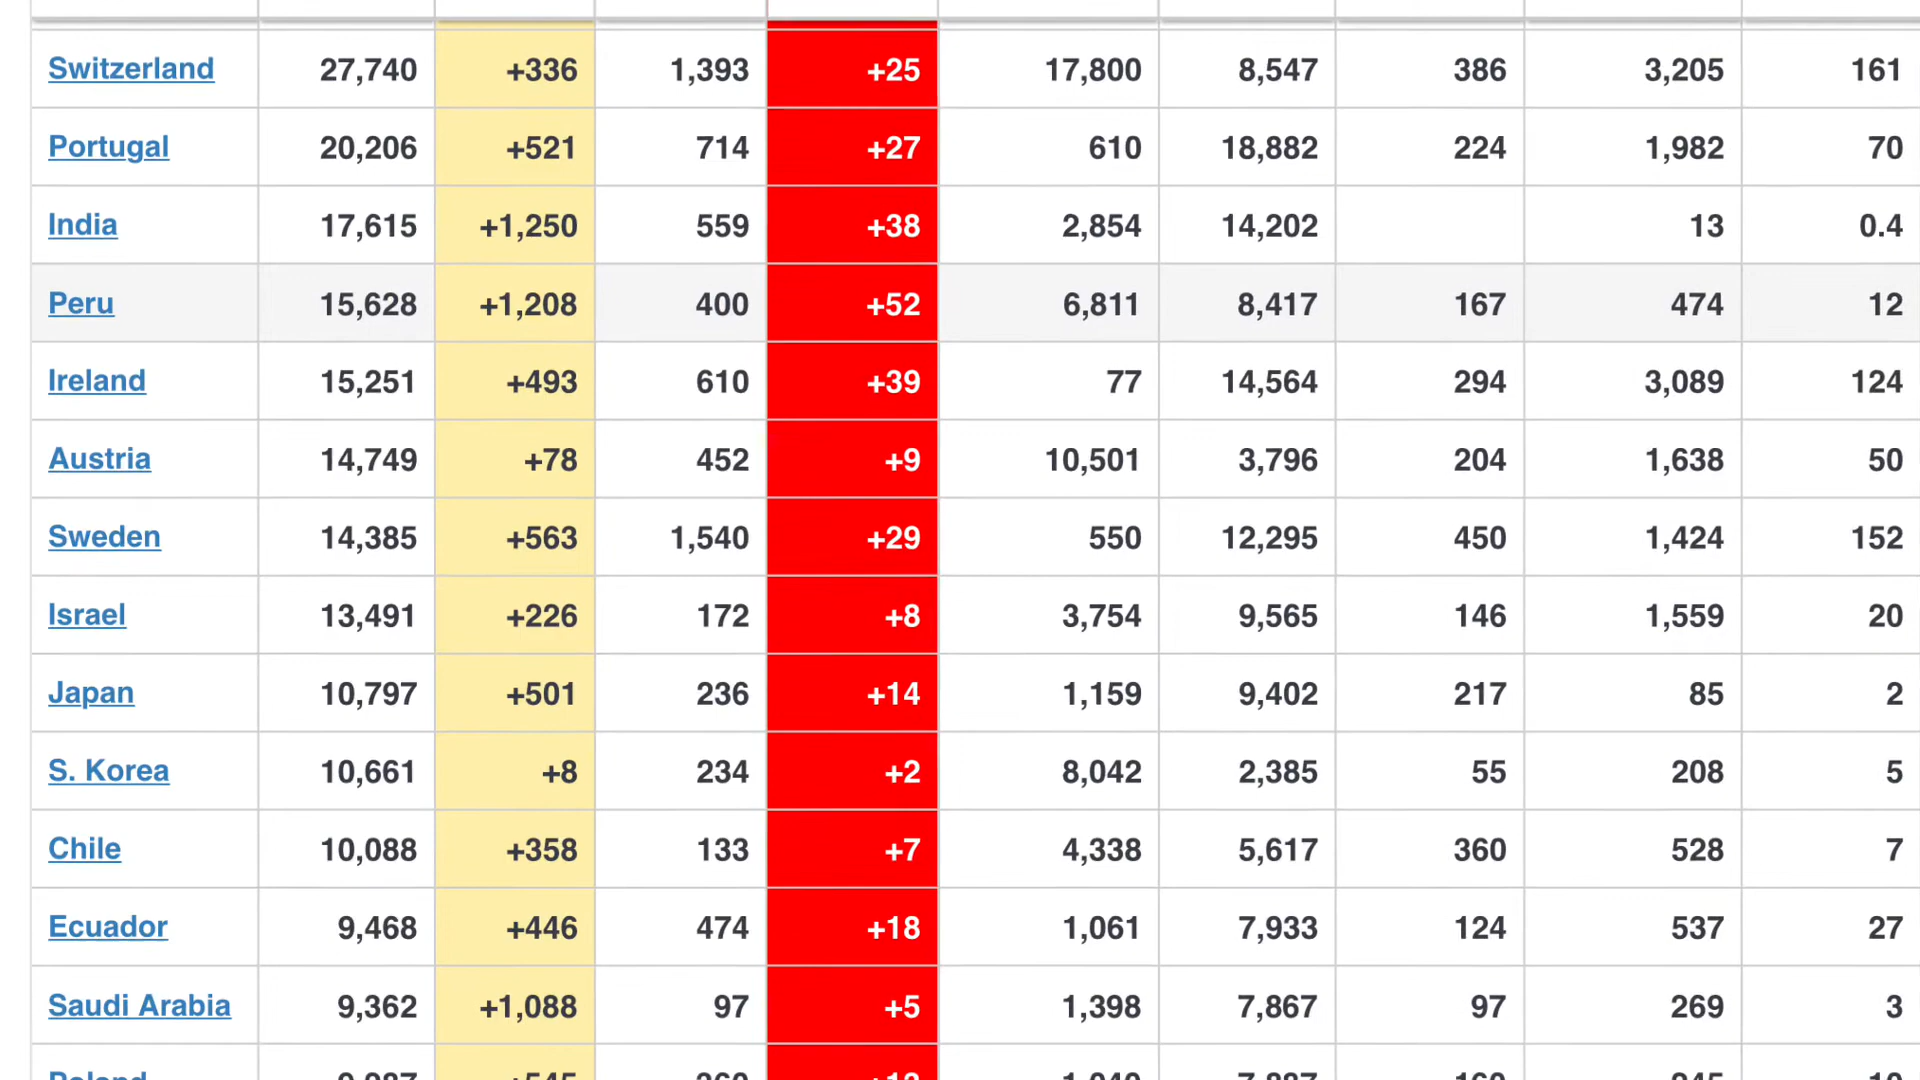 Switzerland 27,740 +336 1,393 +25 17,800 8,547 386 3,205 161
Portugal 20,206 +521 714 +27 610 18,882 224 1,982 70
India 17,615 +1,250 559 +38 2,854 14,202 13 0.4
Peru 15,628 +1,208 400 +52 6,811 8,417 167 474 12
Ireland 15,251 +493 610 +39 77 14,564 294 3,089 124
Austria 14,749 +78 452 +9 10,501 3,796 204 1,638 50
Sweden 14,385 +563 1,540 +29 550 12,295 450 1,424 152
Israel 13,491 +226 172 +8 3,754 9,565 146 1,559 20
Japan 10,797 +501 236 +14 1,159 9,402 217 85 2
S. Korea 10,661 +8 234 +2 8,042 2,385 55 208 5
Chile 10,088 +358 133 +7 4,338 5,617 360 528 7
Ecuador 9,468 +446 474 +18 1,061 7,933 124 537 27
Saudi Arabia 9,362 +1,088 97 +5 1,398 7,867 97 269 3
Poland